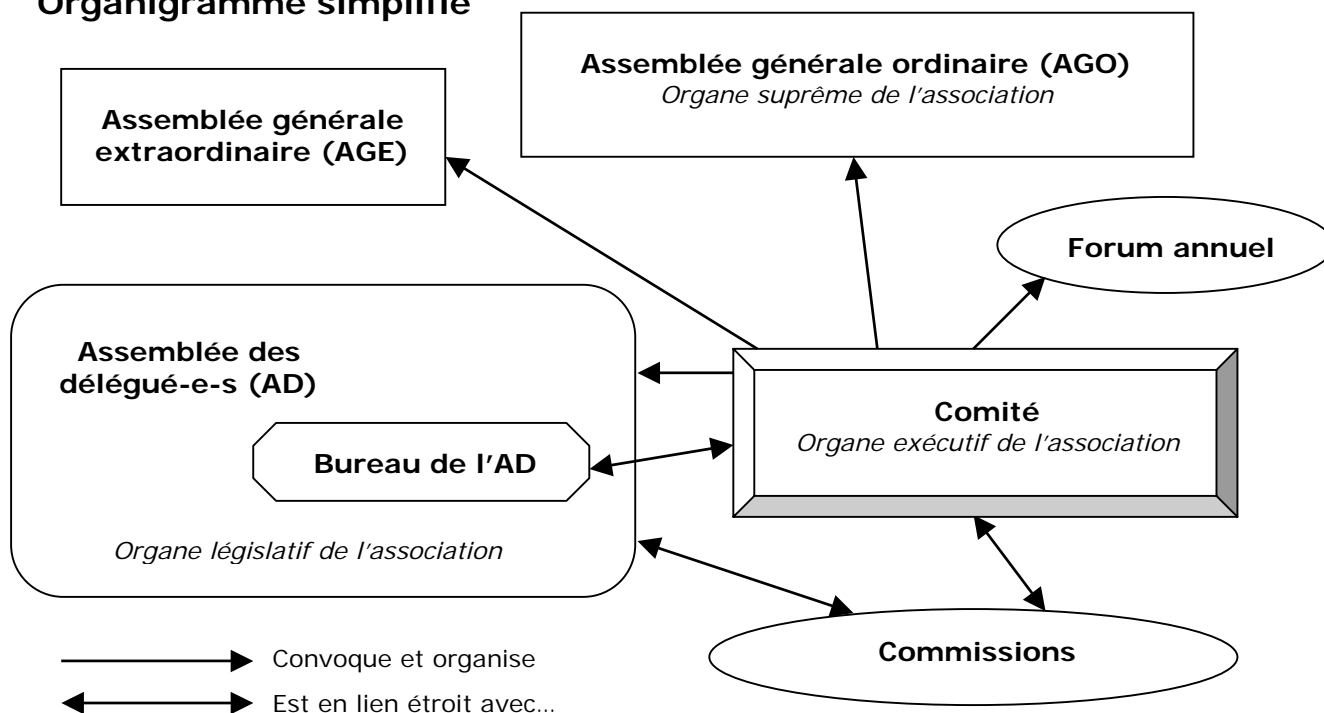 Organigramme simplifié
Assemblée générale ordinaire (AGO)
Organe suprême de l'association
Assemblée générale
extraordinaire (AGE)
Forum annuel
Assemblée des
délégué-e-s (AD)
Comité
Organe exécutif de l'association
Bureau de l'AD
Organe législatif de l'association
Commissions
Convoque et organise
Est en lien étroit avec...